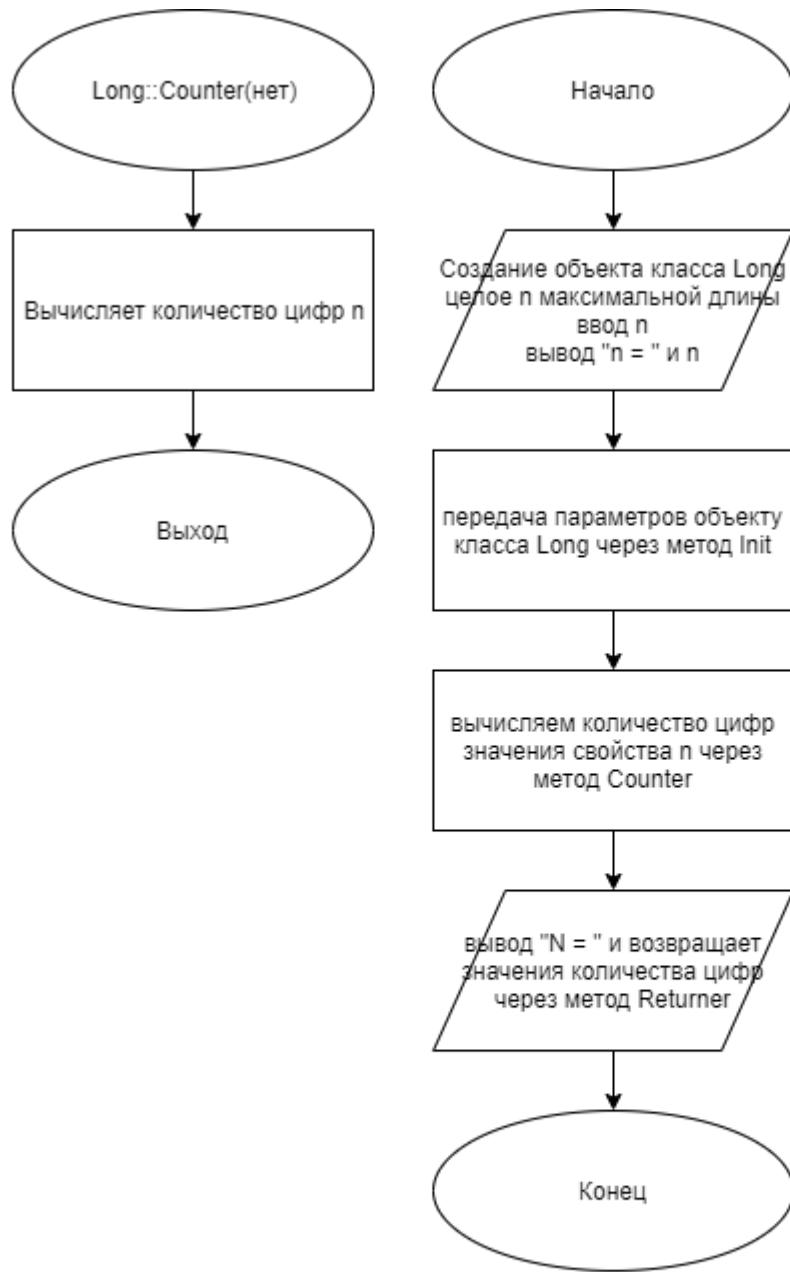 Long::Counter(нет)
Вычисляет количество цифр n
Выход
Начало
Создание объекта класса Long
целое n максимальной длины
ввод n
вывод "n = " и n
передача параметров объекту
класса Long через метод Init
вычисляем количество цифр
значения свойства n через
метод Counter
вывод "N = " и возвращает
значения количества цифр
через метод Returner
Конец